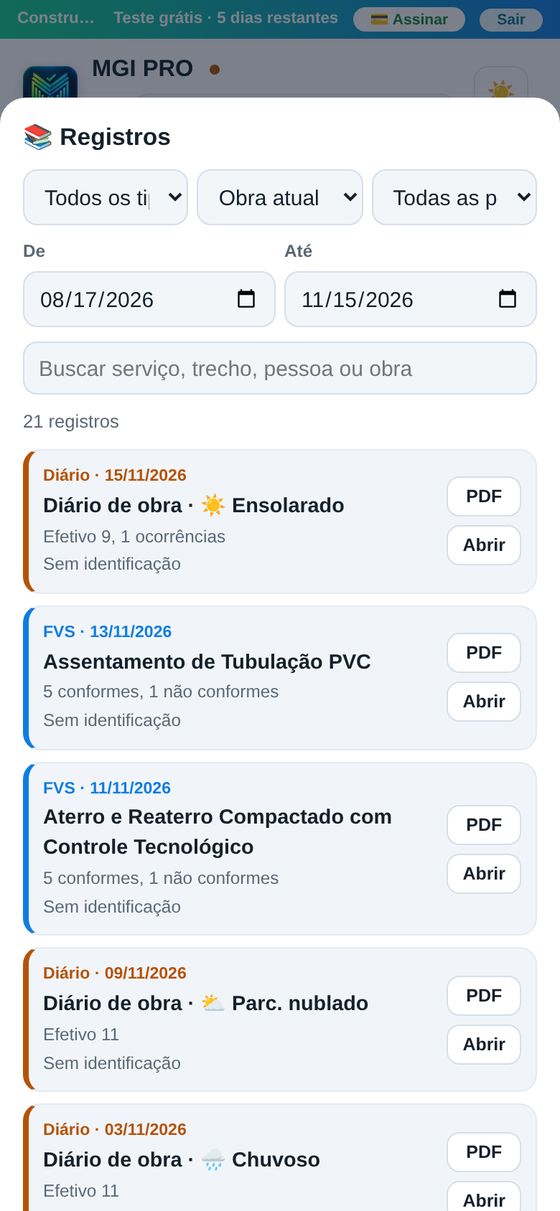 Constru… Teste grátis · 5 dias restantes 💳 Assinar Sair
MGI PRO
📚 Registros
Todos os ti Obra atual Todas as p
De Até
08/17/2026 11/15/2026
Buscar serviço, trecho, pessoa ou obra
21 registros
Diário · 15/11/2026
Diário de obra · ☀️ Ensolarado
Efetivo 9, 1 ocorrências
Sem identificação
PDF
Abrir
FVS · 13/11/2026
Assentamento de Tubulação PVC
5 conformes, 1 não conformes
Sem identificação
PDF
Abrir
FVS · 11/11/2026
Aterro e Reaterro Compactado com
Controle Tecnológico
5 conformes, 1 não conformes
Sem identificação
PDF
Abrir
Diário · 09/11/2026
Diário de obra · ⛅ Parc. nublado
Efetivo 11
Sem identificação
PDF
Abrir
Diário · 03/11/2026
Diário de obra · 🌧️ Chuvoso
Efetivo 11
PDF
Abrir